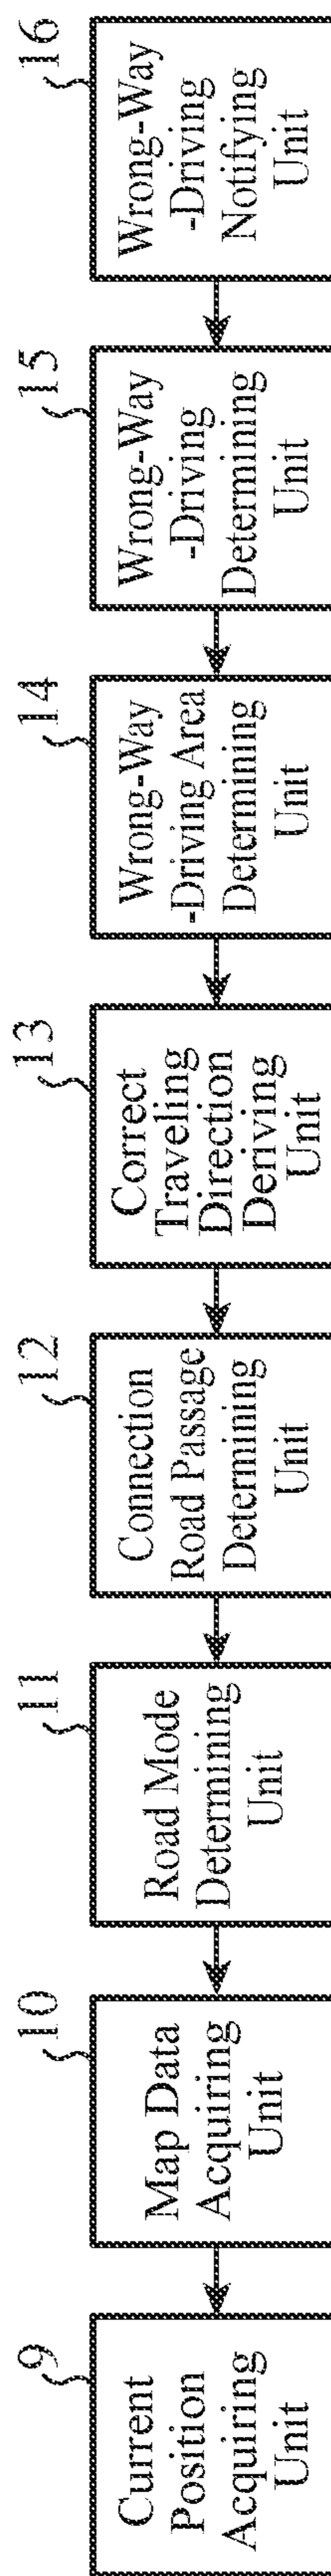 9
Current
Position
Acquiring
Unit
10
Map Data
Acquiring
Unit
11
Road Mode
Determining
Unit
12
Connection
Road Passage
Determining
Unit
13
Correct
Traveling
Direction
Deriving
Unit
14
Wrong-Way
-Driving Area
Determining
Unit
15
Wrong-Way
-Driving
Determining
Unit
16
Wrong-Way
-Driving
Notifying
Unit